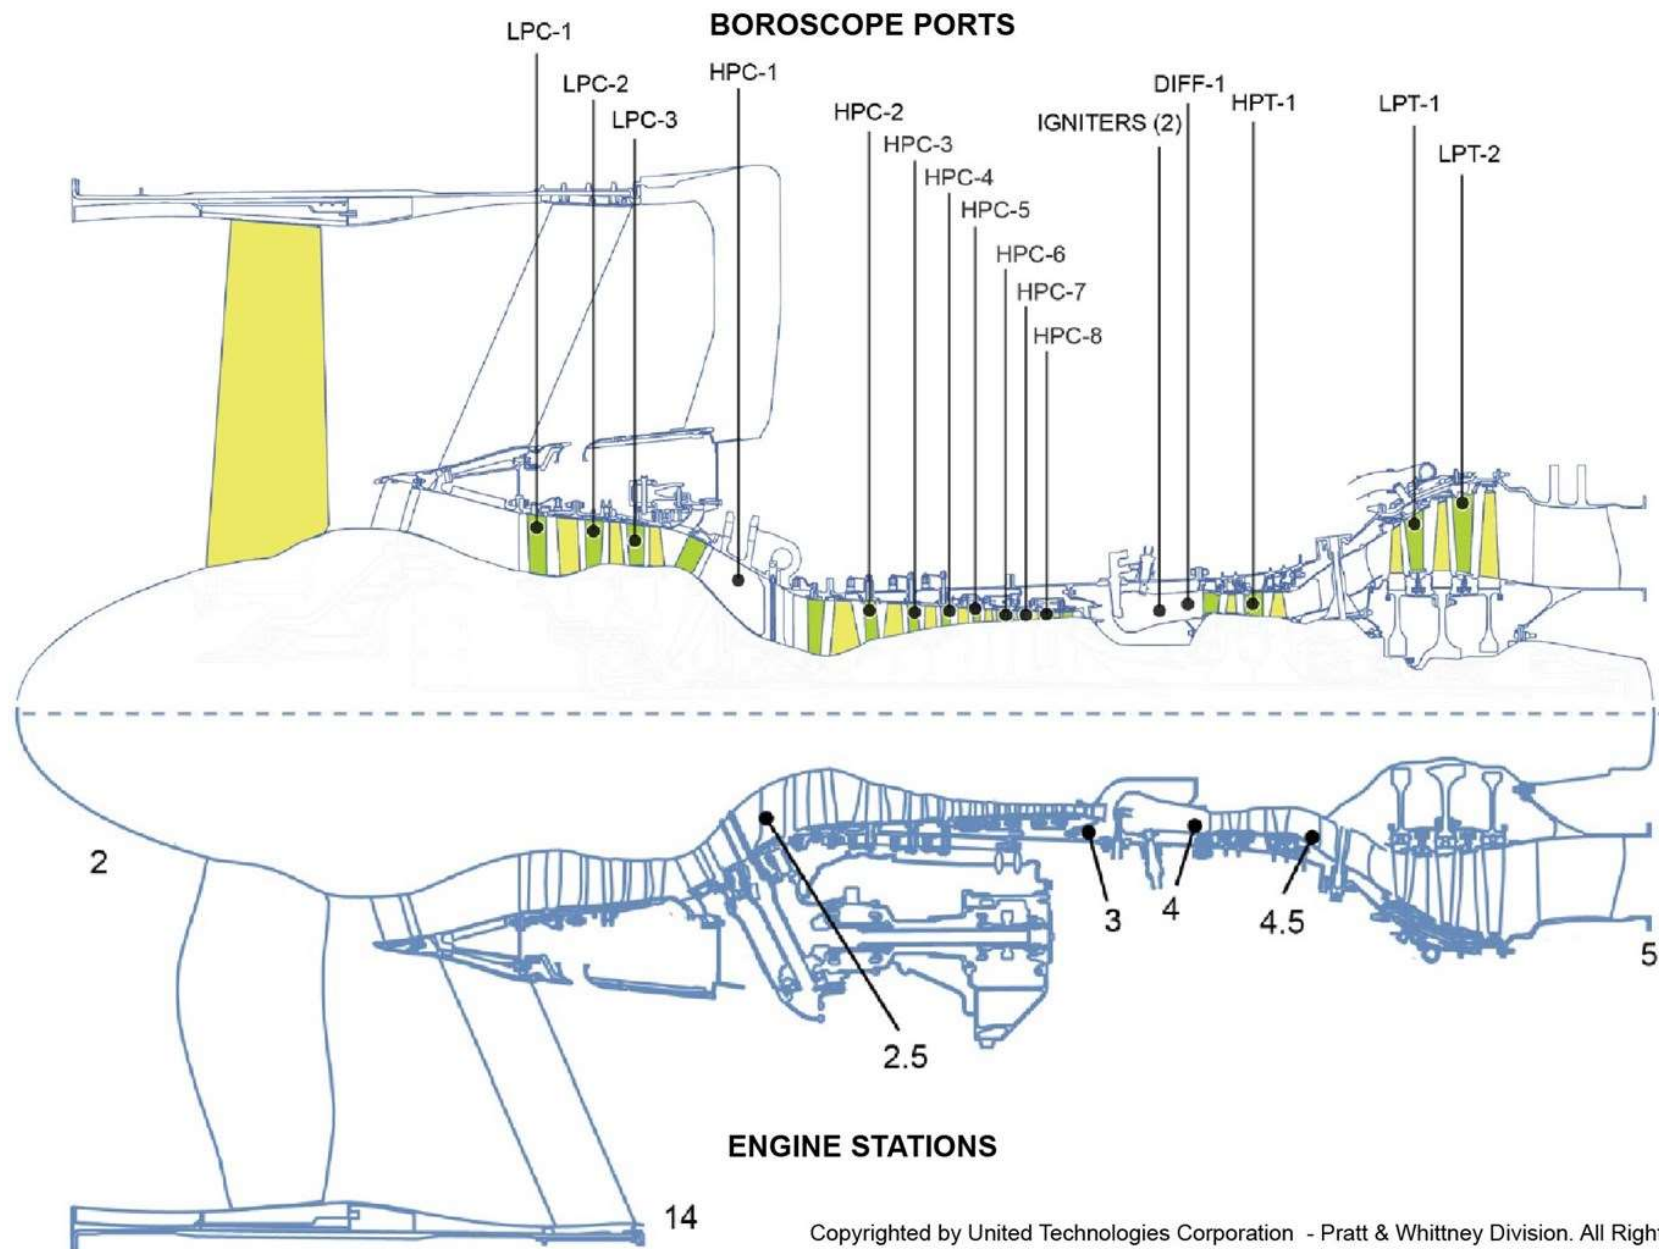 BOROSCOPE PORTS
LPC-1
LPC-2
LPC-3
HPC-1
HPC-2
HPC-3
HPC-4
HPC-5
HPC-6
HPC-7
HPC-8
IGNITERS (2)
DIFF-1
HPT-1
LPT-1
LPT-2
2
2.5
3
4
4.5
5
14
ENGINE STATIONS
Copyrighted by United Technologies Corporation - Pratt & Whittney Division. All Righ